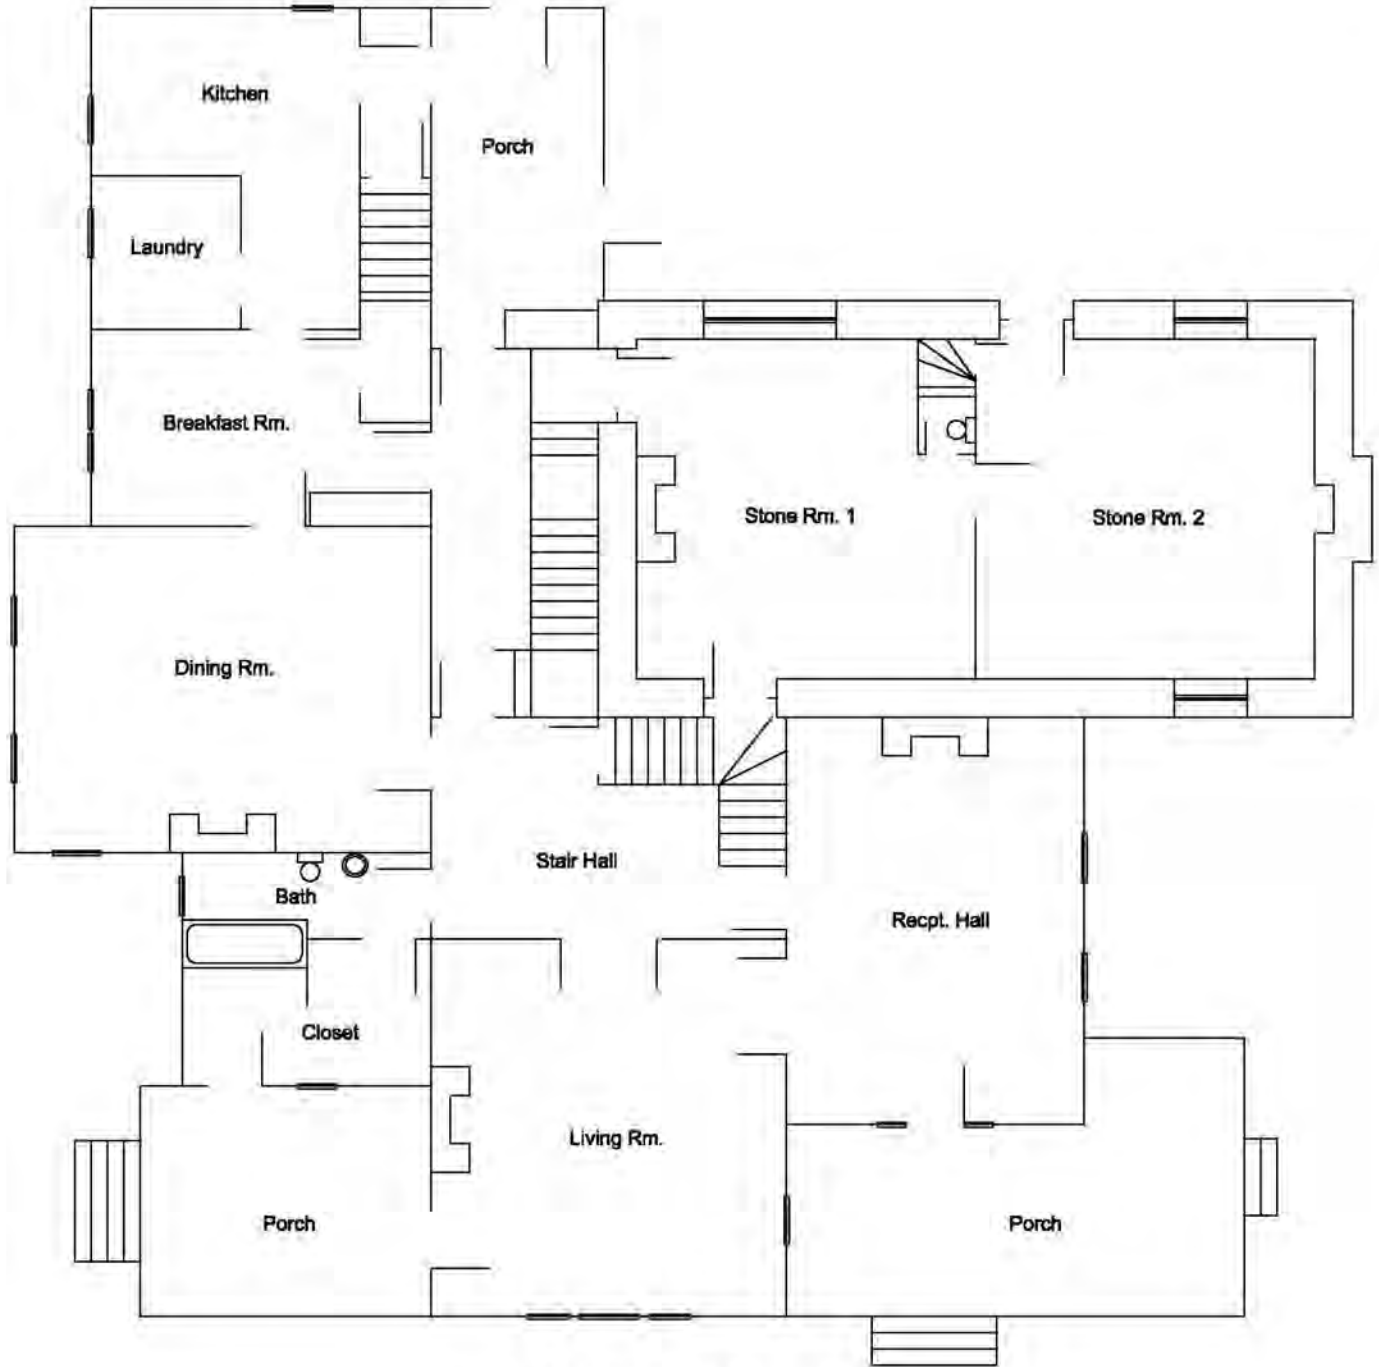 Kitchen
Porch
Laundry
Breakfast Rm.
Stone Rm. 1
Stone Rm. 2
Dining Rm.
Stair Hall
Bath
Recpt. Hall
Closet
Living Rm.
Porch
Porch